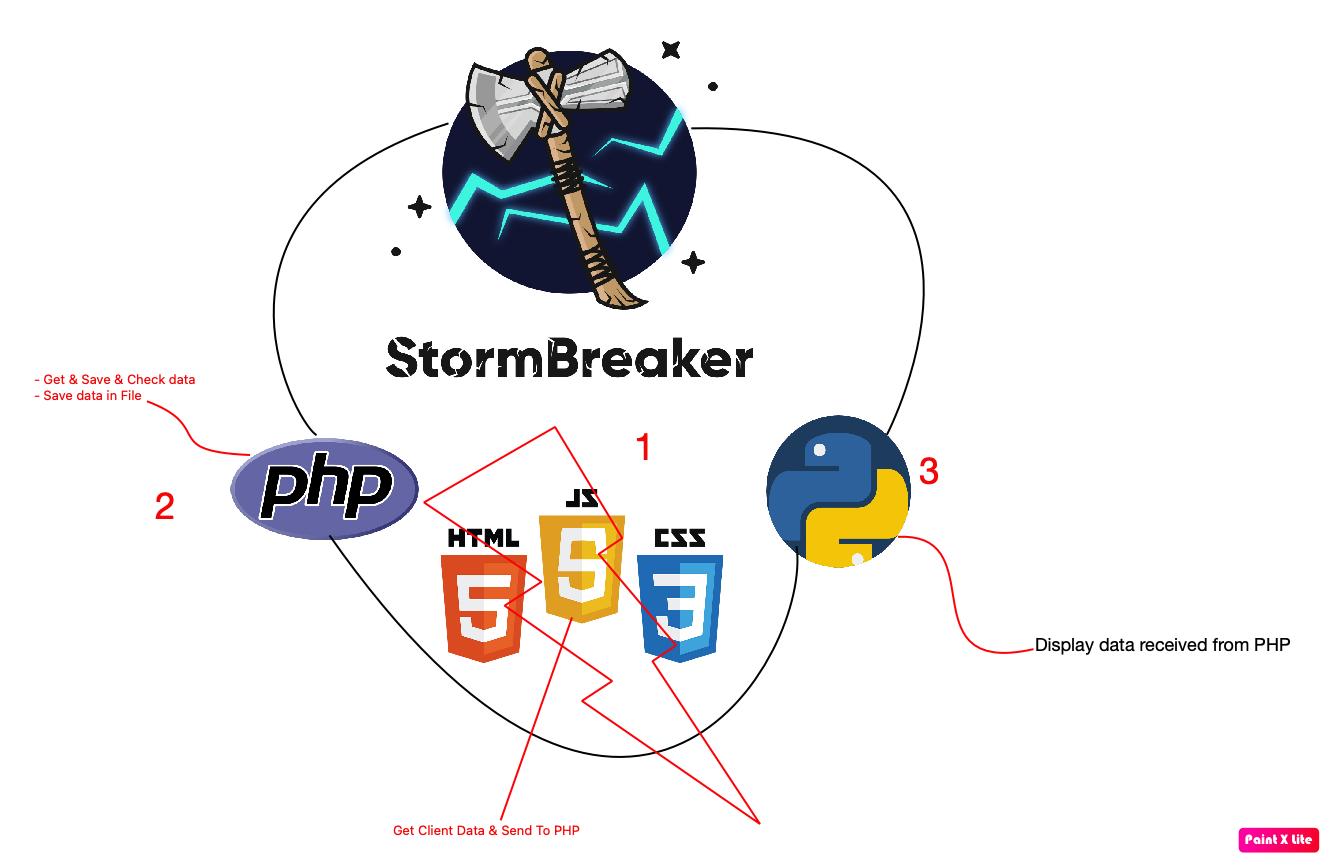 StormBreaker
- Get & Save & Check data
- Save data in File
1
php
2
3
JS
HTML
CSS
5
5
3
Display data received from PHP
Get Client Data & Send To PHP
Paint X Lite